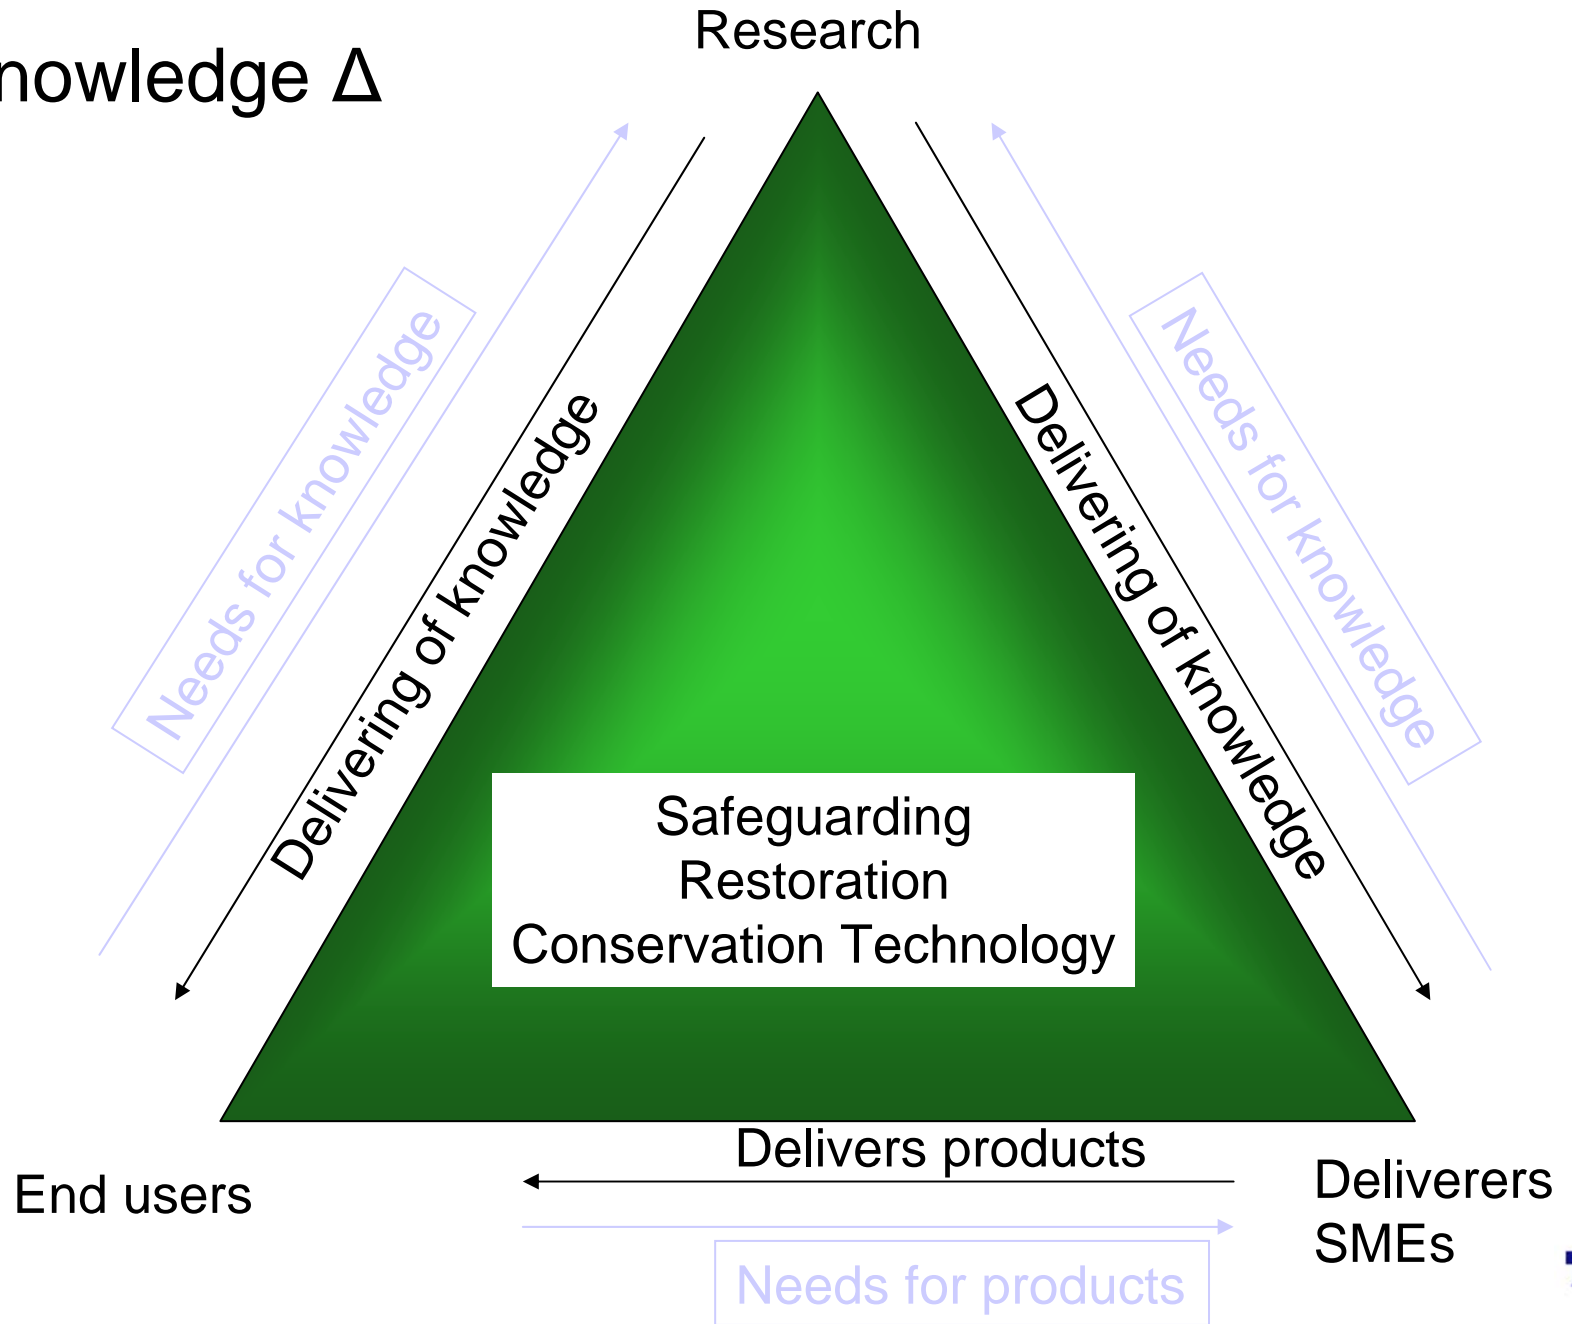 Research
nowledge Δ
Needs for knowledge
Delivering of knowledge
Delivering of knowledge
Needs for knowledge
Safeguarding
Restoration
Conservation Technology
Delivers products
End users
Deliverers
SMEs
Needs for products